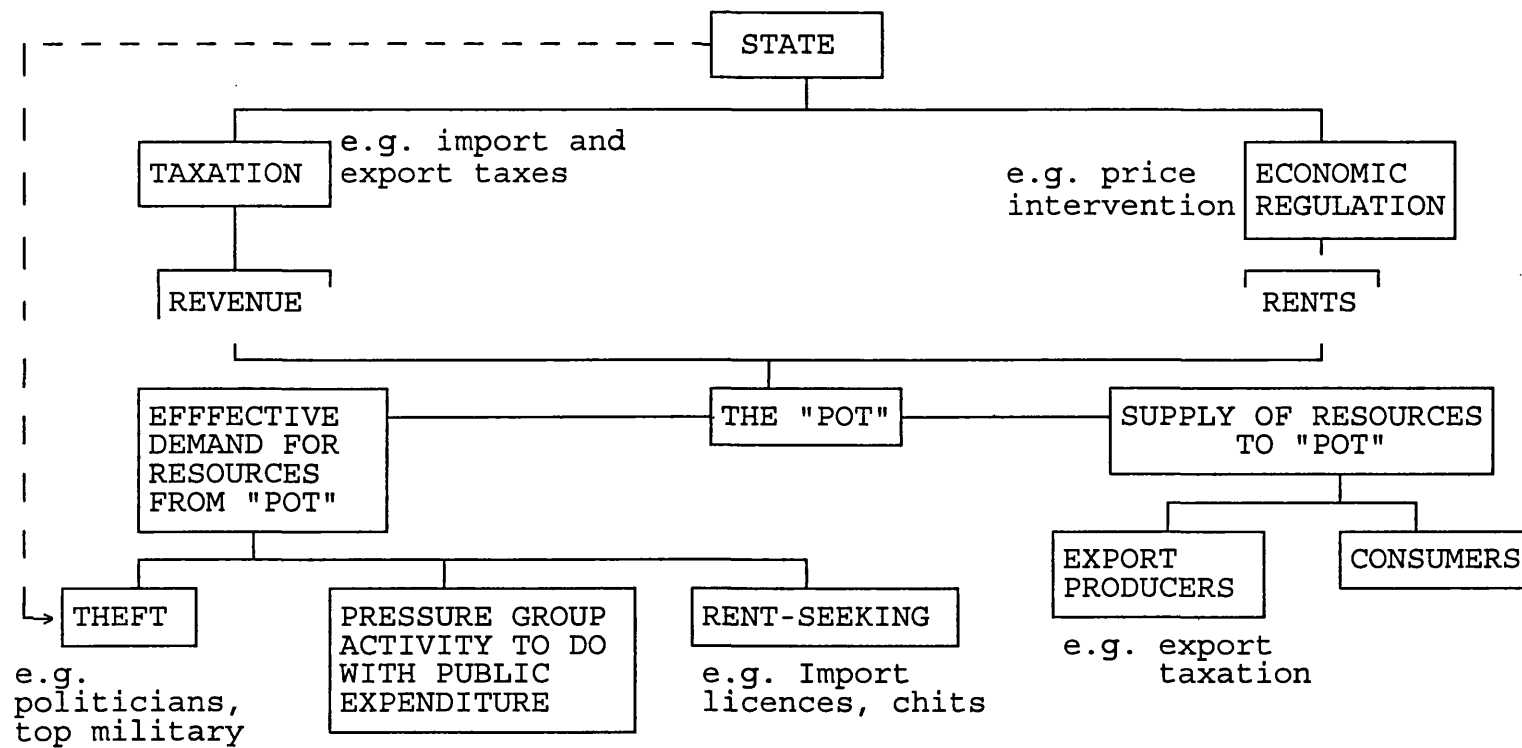 STATE
TAXATION
e.g. import and
export taxes
e.g. price
intervention
ECONOMIC
REGULATION
REVENUE
RENTS
EFFFECTIVE
DEMAND FOR
RESOURCES
FROM "POT"
THE "POT"
SUPPLY OF RESOURCES
TO "POT"
EXPORT
PRODUCERS
CONSUMERS
e.g. export
taxation
THEFT
e.g.
politicians,
top military
PRESSURE GROUP
ACTIVITY TO DO
WITH PUBLIC
EXPENDITURE
RENT-SEEKING
e.g. Import
licences, chits